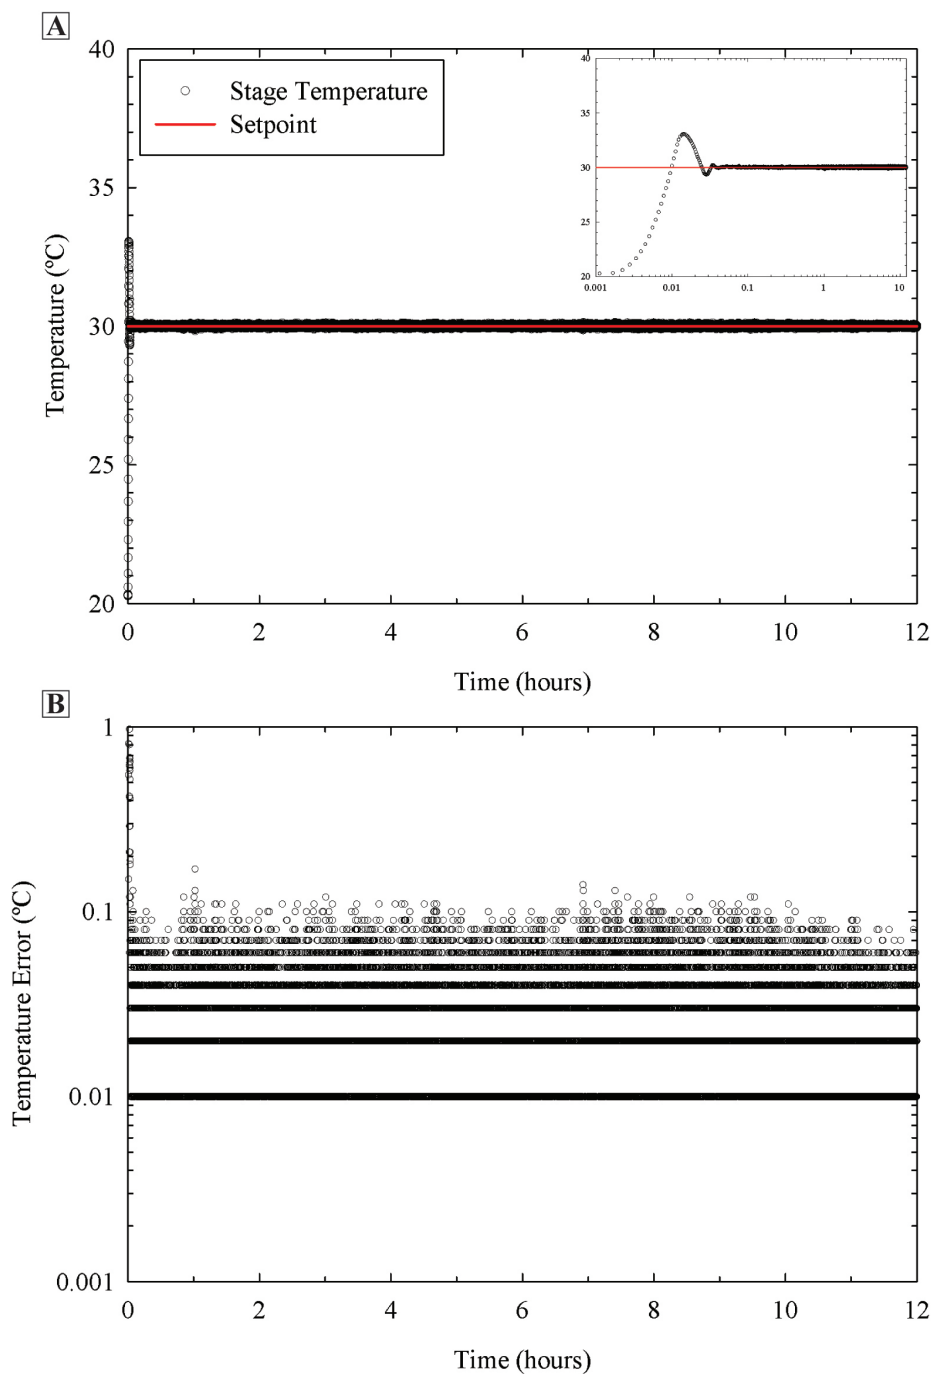 A
40
35
30
25
20
Temperature (ºC)
Stage Temperature
Setpoint
40
35
30
25
20
0.001 0.01 0.1 1 10
0 2 4 6 8 10 12
Time (hours)
B
1
0.1
0.01
0.001
Temperature Error (ºC)
0 2 4 6 8 10 12
Time (hours)